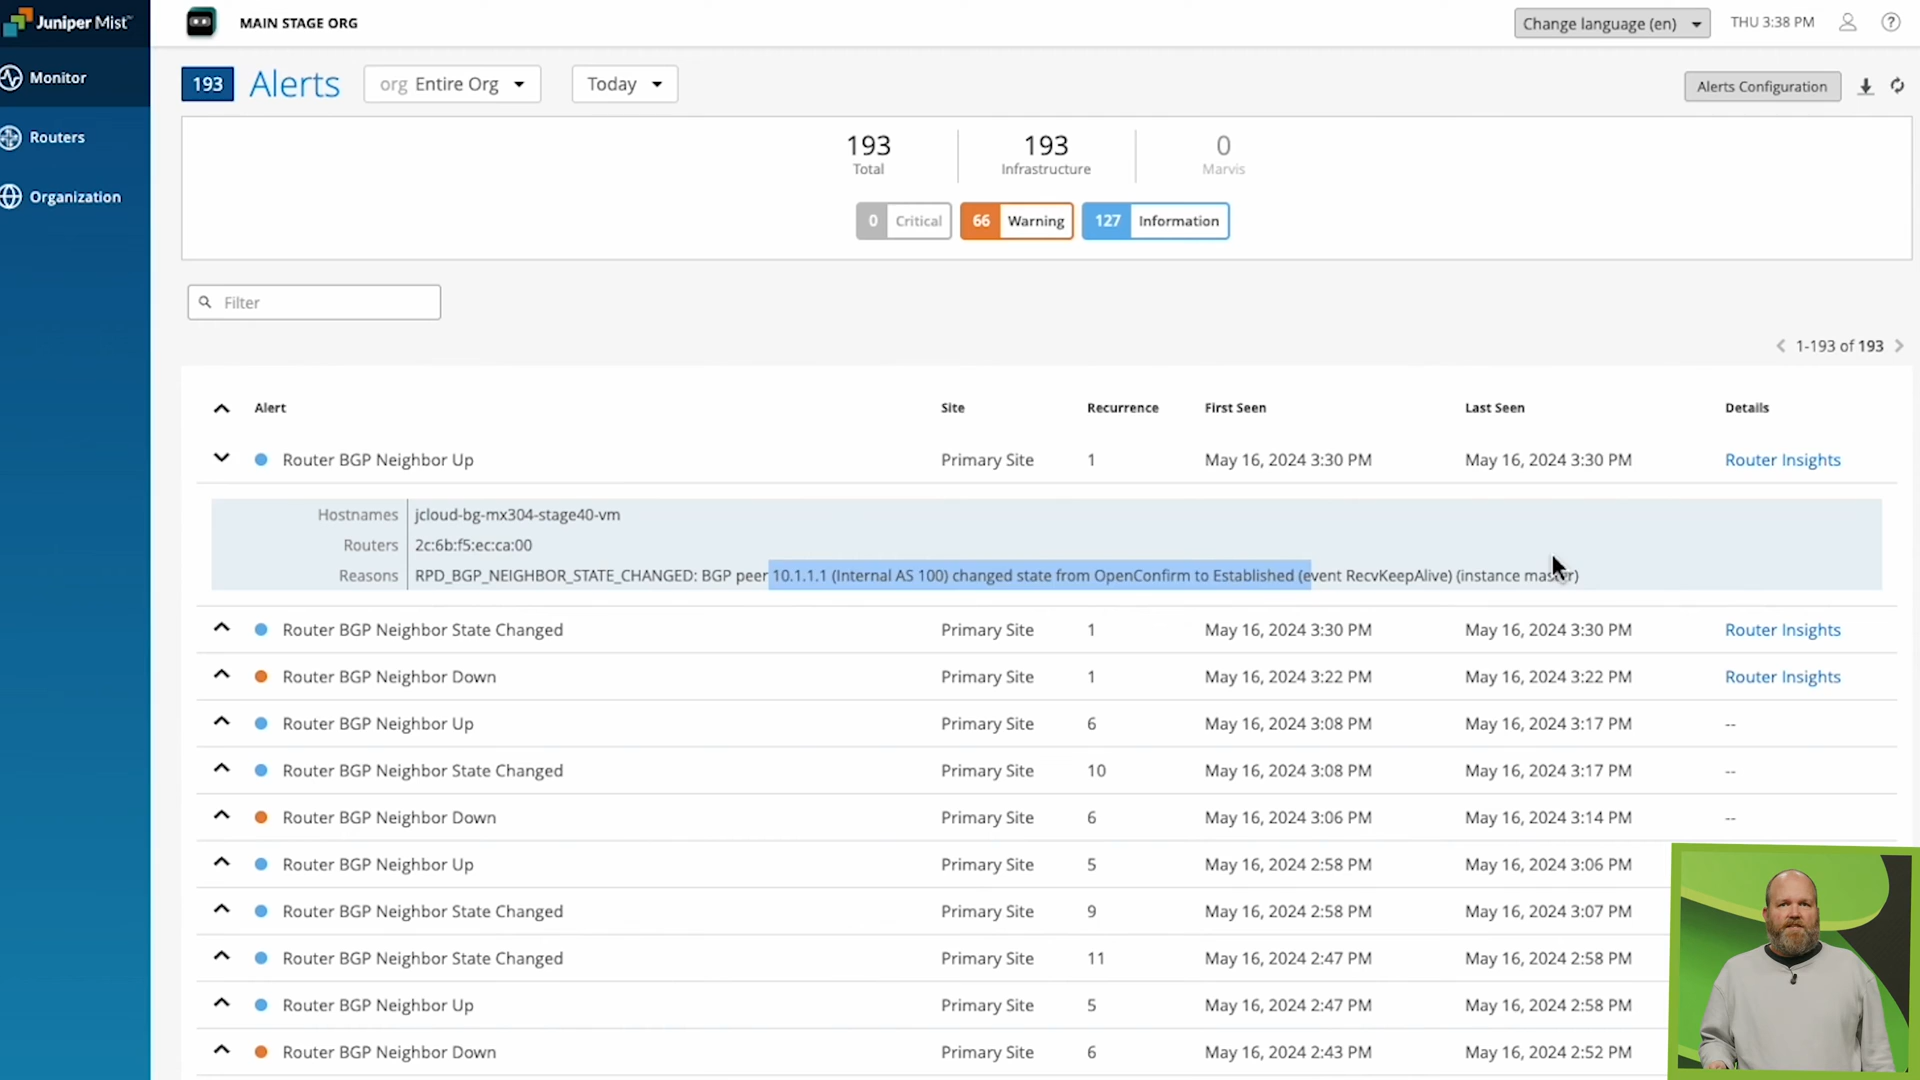 Juniper Mist™
MAIN STAGE ORG
Change language (en)
THU 3:38 PM
?
Monitor
Routers
Organization
193 Alerts
org Entire Org
Today
Alerts Configuration
193 193 0
Total Infrastructure Marvis
0 Critical 66 Warning 127 Information
Filter
1-193 of 193
Alert Site Recurrence First Seen Last Seen Details
Router BGP Neighbor Up Primary Site 1 May 16, 2024 3:30 PM May 16, 2024 3:30 PM Router Insights
Hostnames jcloud-bg-mx304-stage40-vm
Routers 2c:6b:f5:ec:ca:00
Reasons RPD_BGP_NEIGHBOR_STATE_CHANGED: BGP peer 10.1.1.1 (Internal AS 100) changed state from OpenConfirm to Established (event RecvKeepAlive) (instance master)
Router BGP Neighbor State Changed Primary Site 1 May 16, 2024 3:30 PM May 16, 2024 3:30 PM Router Insights
Router BGP Neighbor Down Primary Site 1 May 16, 2024 3:22 PM May 16, 2024 3:22 PM Router Insights
Router BGP Neighbor Up Primary Site 6 May 16, 2024 3:08 PM May 16, 2024 3:17 PM --
Router BGP Neighbor State Changed Primary Site 10 May 16, 2024 3:08 PM May 16, 2024 3:17 PM --
Router BGP Neighbor Down Primary Site 6 May 16, 2024 3:06 PM May 16, 2024 3:14 PM --
Router BGP Neighbor Up Primary Site 5 May 16, 2024 2:58 PM May 16, 2024 3:06 PM
Router BGP Neighbor State Changed Primary Site 9 May 16, 2024 2:58 PM May 16, 2024 3:07 PM
Router BGP Neighbor State Changed Primary Site 11 May 16, 2024 2:47 PM May 16, 2024 2:58 PM
Router BGP Neighbor Up Primary Site 5 May 16, 2024 2:47 PM May 16, 2024 2:58 PM
Router BGP Neighbor Down Primary Site 6 May 16, 2024 2:43 PM May 16, 2024 2:52 PM